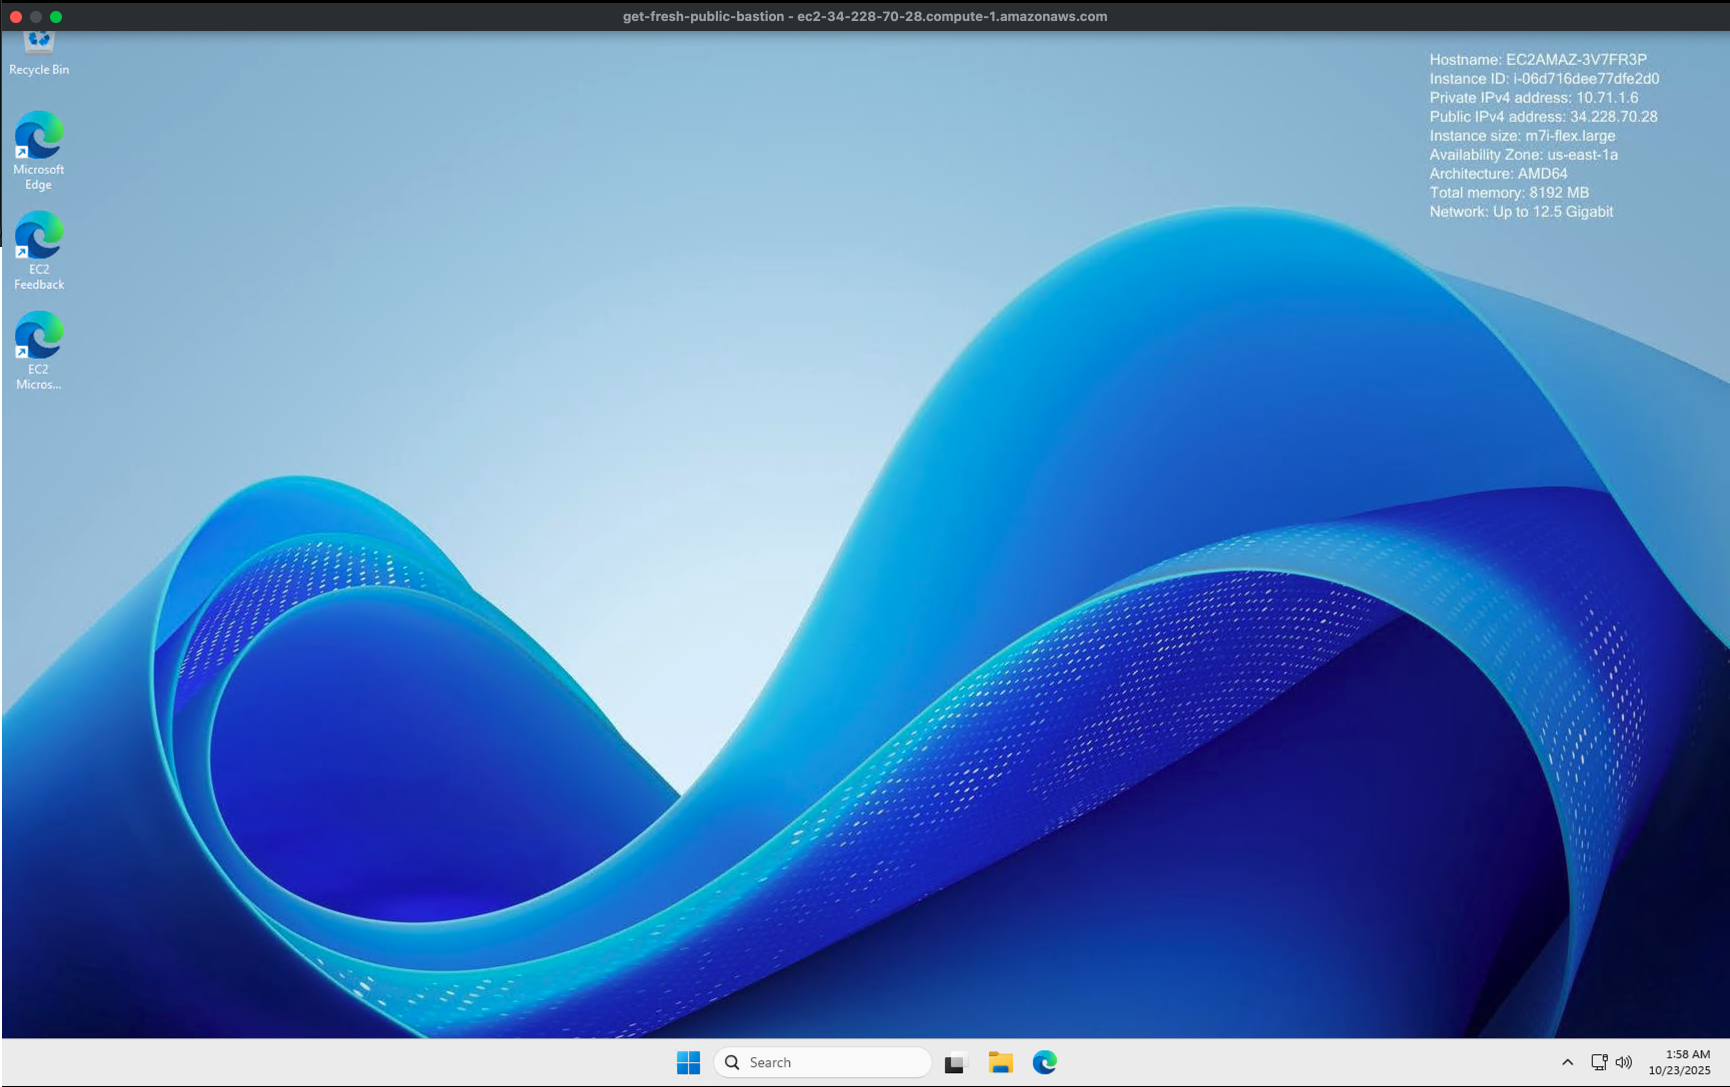 get-fresh-public-bastion - ec2-34-228-70-28.compute-1.amazonaws.com
Recycle Bin
Microsoft
Edge
EC2
Feedback
EC2
Micros...
Hostname: EC2AMAZ-3V7FR3P
Instance ID: i-06d716dee77dfe2d0
Private IPv4 address: 10.71.1.6
Public IPv4 address: 34.228.70.28
Instance size: m7i-flex.large
Availability Zone: us-east-1a
Architecture: AMD64
Total memory: 8192 MB
Network: Up to 12.5 Gigabit
Search
1:58 AM
10/23/2025